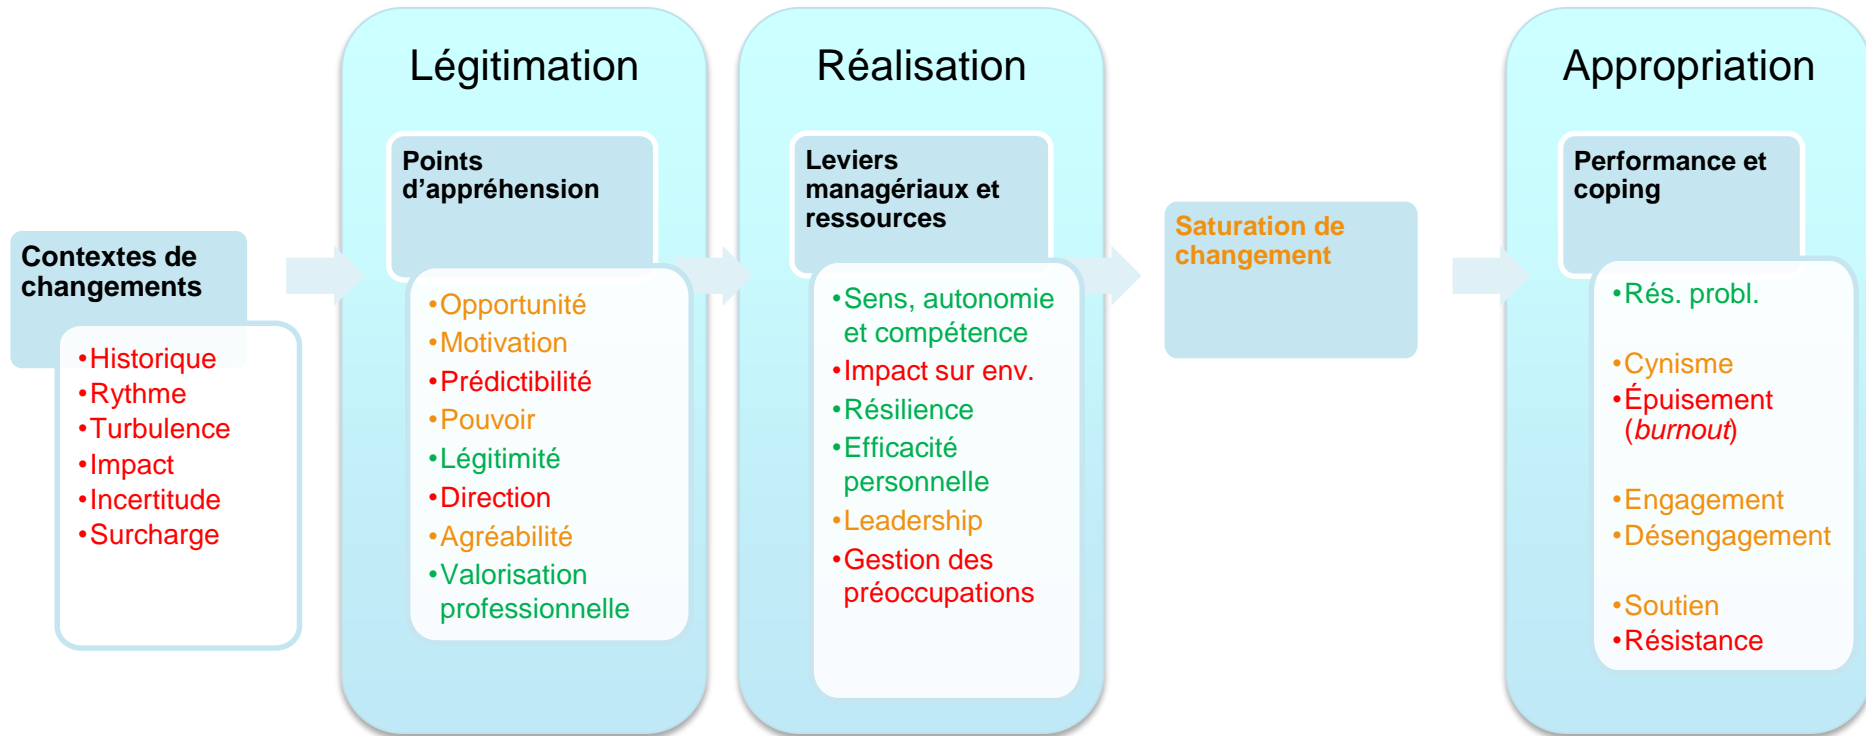 Légitimation
Réalisation
Appropriation
Contextes de
changements
•Historique
•Rythme
•Turbulence
•Impact
•Incertitude
•Surcharge
Points
d’appréhension
•Opportunité
•Motivation
•Prédictibilité
•Pouvoir
•Légitimité
•Direction
•Agréabilité
•Valorisation
professionnelle
Leviers
managériaux et
ressources
•Sens, autonomie
et compétence
•Impact sur env.
•Résilience
•Efficacité
personnelle
•Leadership
•Gestion des
préoccupations
Saturation de
changement
Performance et
coping
•Rés. probl.
•Cynisme
•Épuisement
(burnout)
•Engagement
•Désengagement
•Soutien
•Résistance